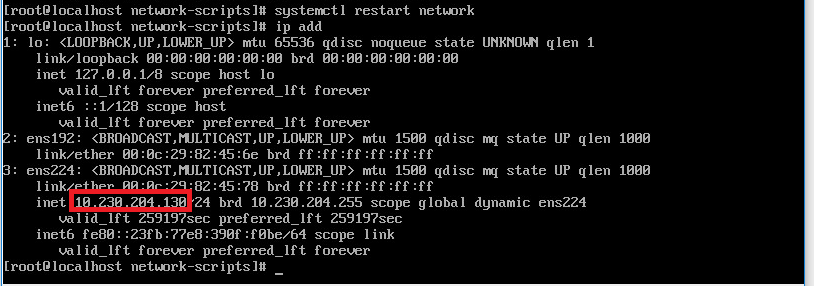 [root@localhost network-scripts]# systemctl restart network
[root@localhost network-scripts]# ip add
1: lo: <LOOPBACK,UP,LOWER_UP> mtu 65536 qdisc noqueue state UNKNOWN qlen 1
    link/loopback 00:00:00:00:00:00 brd 00:00:00:00:00:00
    inet 127.0.0.1/8 scope host lo
       valid_lft forever preferred_lft forever
    inet6 ::1/128 scope host
       valid_lft forever preferred_lft forever
2: ens192: <BROADCAST,MULTICAST,UP,LOWER_UP> mtu 1500 qdisc mq state UP qlen 1000
    link/ether 00:0c:29:82:45:6e brd ff:ff:ff:ff:ff:ff
3: ens224: <BROADCAST,MULTICAST,UP,LOWER_UP> mtu 1500 qdisc mq state UP qlen 1000
    link/ether 00:0c:29:82:45:78 brd ff:ff:ff:ff:ff:ff
    inet 10.230.204.130/24 brd 10.230.204.255 scope global dynamic ens224
       valid_lft 259197sec preferred_lft 259197sec
    inet6 fe80::23fb:77e8:390f:f0be/64 scope link
       valid_lft forever preferred_lft forever
[root@localhost network-scripts]# _